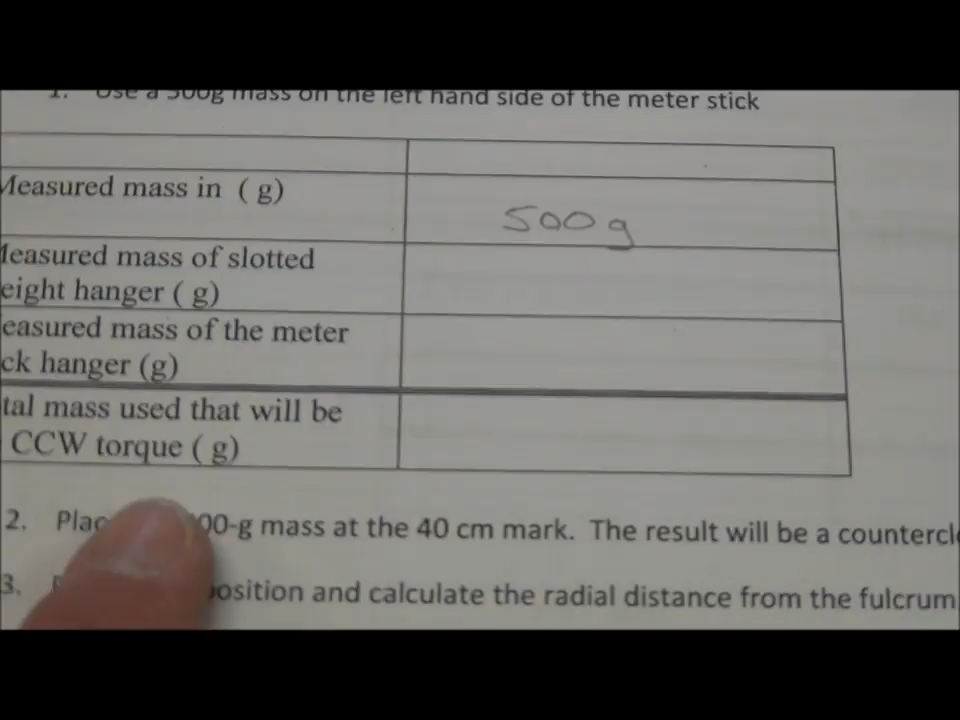 1. Use a 500g mass on the left hand side of the meter stick
Measured mass in ( g)
500 g
Measured mass of slotted
eight hanger ( g)
easured mass of the meter
ck hanger (g)
tal mass used that will be
CCW torque ( g)
2. Plac 00-g mass at the 40 cm mark. The result will be a countercl
3. osition and calculate the radial distance from the fulcrum